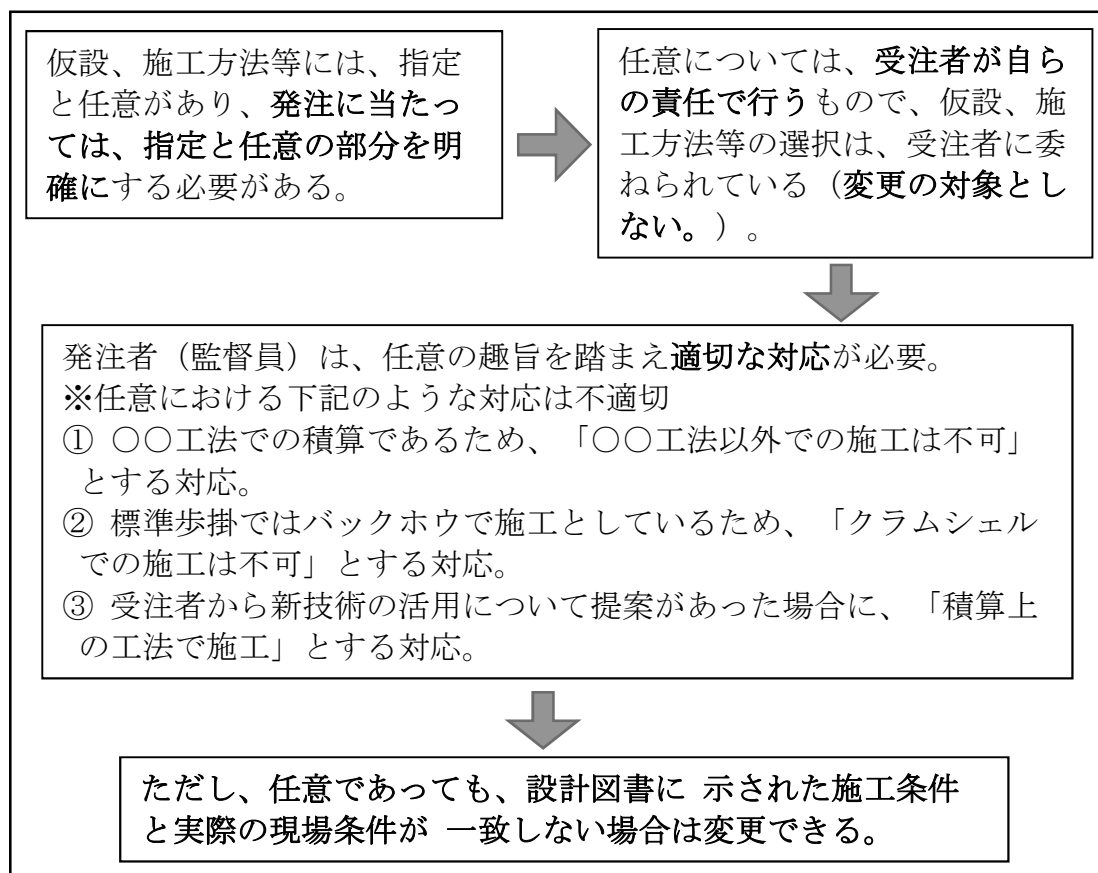 仮設、施工方法等には、指定
と任意があり、発注に当たっ
ては、指定と任意の部分を明
確にする必要がある。
任意については、受注者が自ら
の責任で行うもので、仮設、施
工方法等の選択は、受注者に委
ねられている（変更の対象とし
ない。）。
発注者（監督員）は、任意の趣旨を踏まえ適切な対応が必要。
※任意における下記のような対応は不適切
① 〇〇工法での積算であるため、「〇〇工法以外での施工は不可」
とする対応。
② 標準歩掛ではバックホウで施工としているため、「クラムシェル
での施工は不可」とする対応。
③ 受注者から新技術の活用について提案があった場合に、「積算上
の工法で施工」とする対応。
ただし、任意であっても、設計図書に 示された施工条件
と実際の現場条件が 一致しない場合は変更できる。